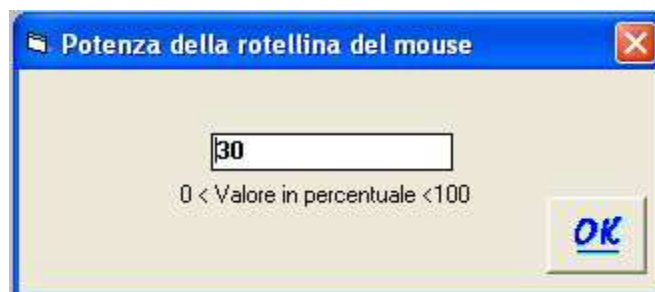 Potenza della rotellina del mouse
30
0 < Valore in percentuale <100
OK